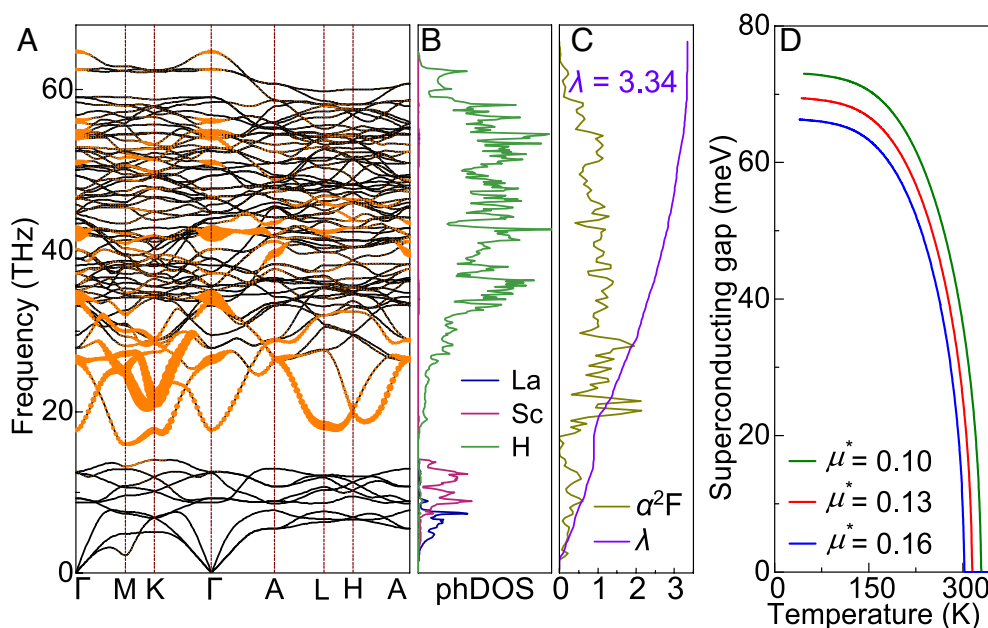 A
Frequency (THz)
60
40
20
0
Γ M K Γ A L H A
B
La
Sc
H
phDOS
C
λ = 3.34
α²F
λ
0 1 2 3
D
Superconducting gap (meV)
80
60
40
20
0
μ* = 0.10
μ* = 0.13
μ* = 0.16
0 150 300
Temperature (K)